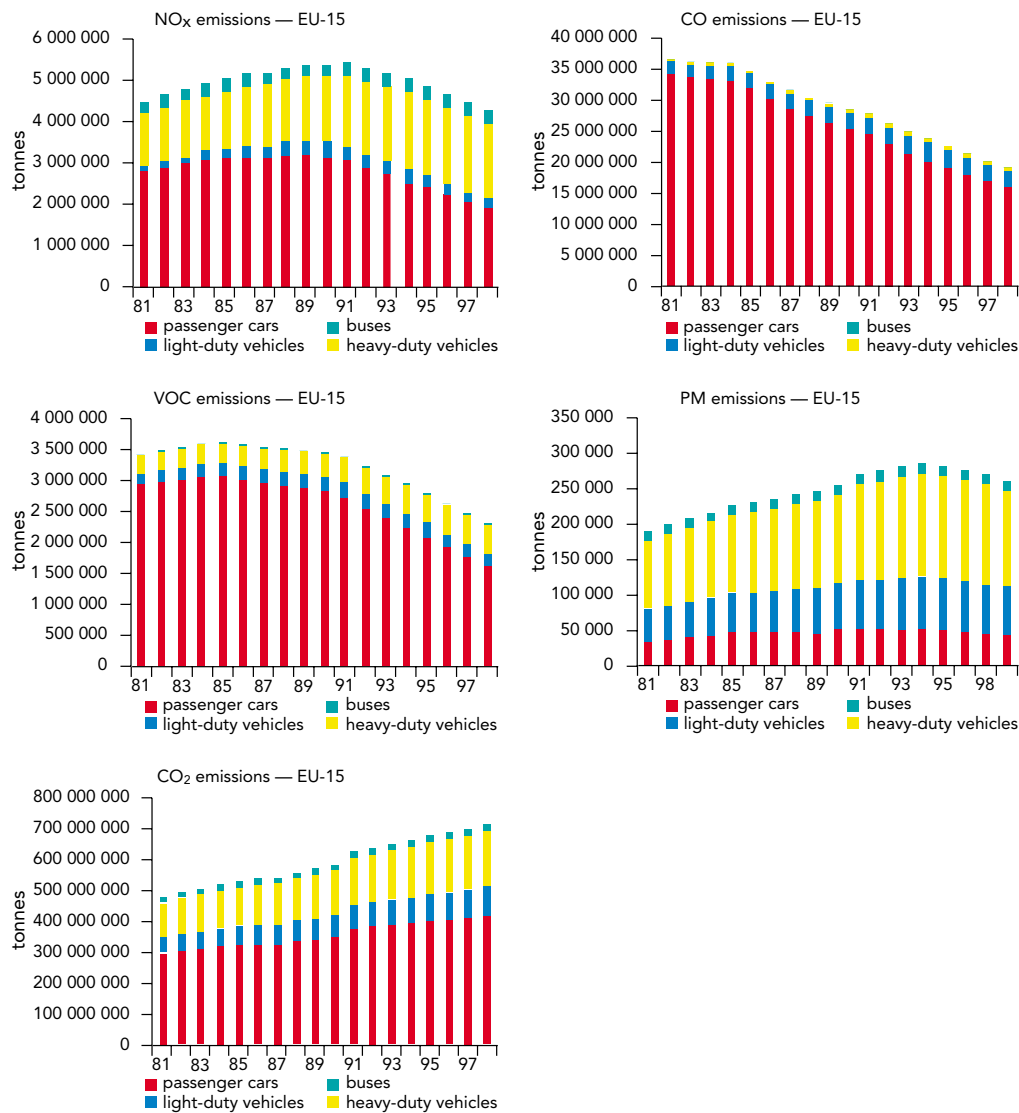 NOx emissions — EU-15
6 000 000
5 000 000
4 000 000
3 000 000
2 000 000
1 000 000
0
tonnes
81 83 85 87 89 91 93 95 97
passenger cars buses
light-duty vehicles heavy-duty vehicles
CO emissions — EU-15
40 000 000
35 000 000
30 000 000
25 000 000
20 000 000
15 000 000
10 000 000
5 000 000
0
tonnes
81 83 85 87 89 91 93 95 97
passenger cars buses
light-duty vehicles heavy-duty vehicles
VOC emissions — EU-15
4 000 000
3 500 000
3 000 000
2 500 000
2 000 000
1 500 000
1 000 000
500 000
0
tonnes
81 83 85 87 89 91 93 95 97
passenger cars buses
light-duty vehicles heavy-duty vehicles
PM emissions — EU-15
350 000
300 000
250 000
200 000
150 000
100 000
50 000
0
tonnes
81 83 85 87 89 91 93 95 98
passenger cars buses
light-duty vehicles heavy-duty vehicles
CO2 emissions — EU-15
800 000 000
700 000 000
600 000 000
500 000 000
400 000 000
300 000 000
200 000 000
100 000 000
0
tonnes
81 83 85 87 89 91 93 95 97
passenger cars buses
light-duty vehicles heavy-duty vehicles